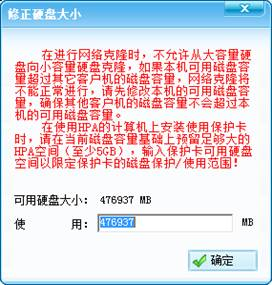 修正硬盘大小
在进行网络克隆时，不允许从大容量硬
盘向小容量硬盘克隆，如果本机可用磁盘
容量超过其它客户机的磁盘容量，网络克隆将
不能正常进行，请先修改本机的可用磁盘容
量，确保其他客户机的磁盘容量不会超过本
机的可用磁盘容量。
在使用HPA的计算机上安装使用保护卡
时，请在当前磁盘容量基础上预留足够大的
HPA空间（至少5GB），输入保护卡可用硬盘
空间以限定保护卡的磁盘保护/使用范围！
可用硬盘大小： 476937 MB
使 用： 476937 MB
确定